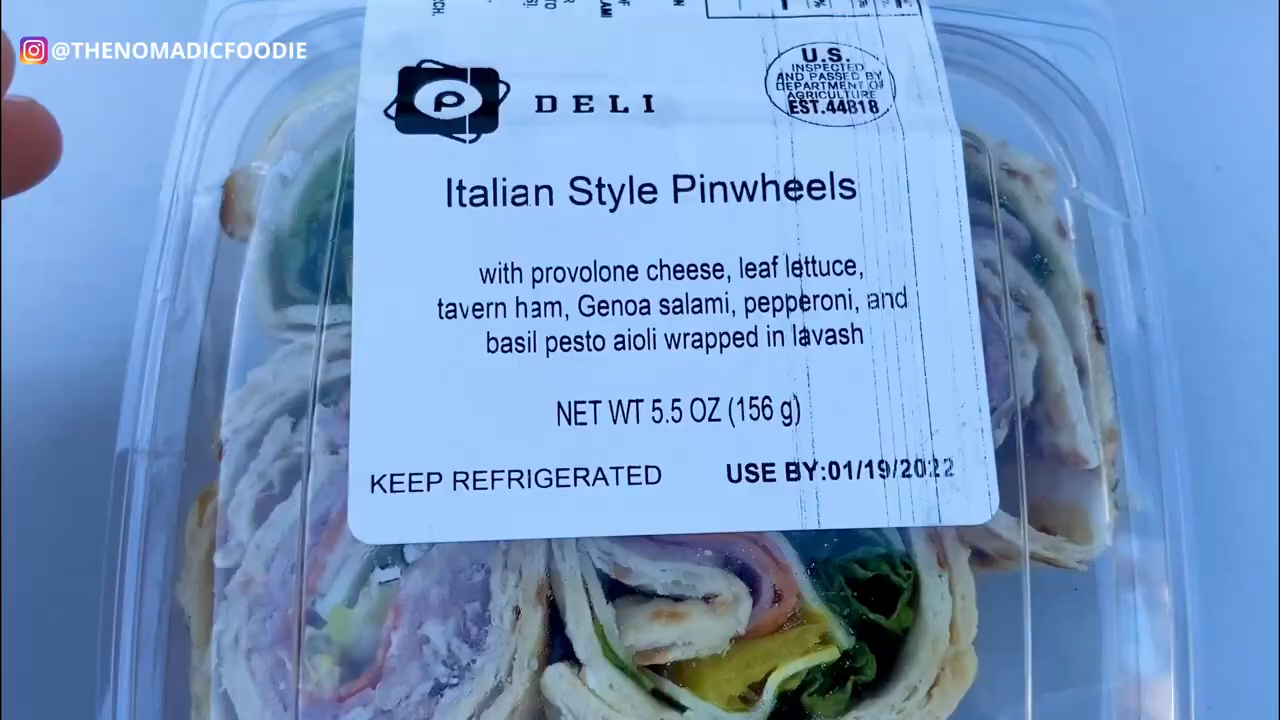 @THENOMADICFOODIE
DELI
U.S.
INSPECTED
AND PASSED BY
DEPARTMENT OF
AGRICULTURE
EST.44818
Italian Style Pinwheels
with provolone cheese, leaf lettuce,
tavern ham, Genoa salami, pepperoni, and
basil pesto aioli wrapped in lavash
NET WT 5.5 OZ (156 g)
KEEP REFRIGERATED
USE BY:01/19/2022